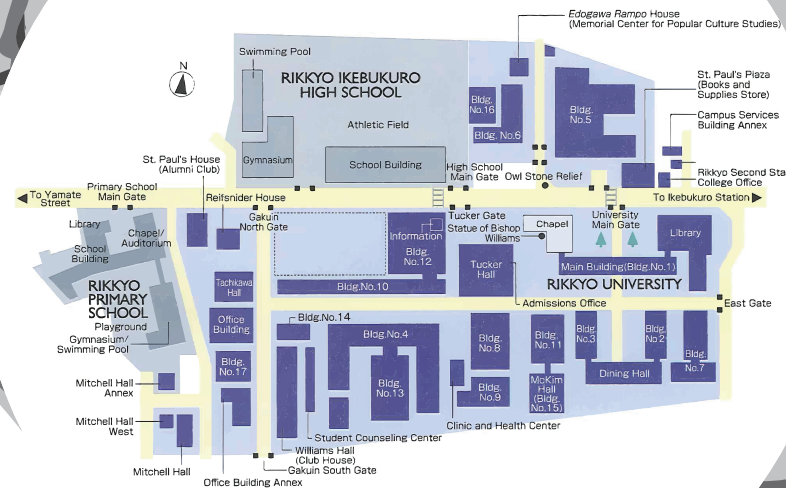 Edogawa Rampo House
(Memorial Center for Popular Culture Studies)
N
Swimming Pool
RIKKYO IKEBUKURO
HIGH SCHOOL
Athletic Field
Gymnasium
School Building
High School
Main Gate
Bldg.
No.16
Bldg. No.6
Bldg.
No.5
Owl Stone Relief
St. Paul's Plaza
(Books and
Supplies Store)
Campus Services
Building Annex
Rikkyo Second Sta
College Office
St. Paul's House
(Alumni Club)
To Yamate
Street
Primary School
Main Gate
Reifsnider House
To Ikebukuro Station
Gakuin
North Gate
Tucker Gate
Statue of Bishop
Williams
Chapel
University
Main Gate
Library
Library
School
Building
Chapel/
Auditorium
Information
Bldg.
No.12
Tucker
Hall
Main Building(Bldg.No.1)
RIKKYO UNIVERSITY
Tachikawa
Hall
Bldg.No.10
Admissions Office
East Gate
RIKKYO
PRIMARY
SCHOOL
Playground
Gymnasium/
Swimming Pool
Office
Building
Bldg.No.14
Bldg.No.4
Bldg.
No.8
Bldg.
No.11
Bldg.
No.3
Bldg.
No 2
Bldg.
No.7
Bldg.
No.17
Bldg.
No.13
Bldg.
No.9
McKim
Hall
(Bldg.
No.15)
Dining Hall
Mitchell Hall
Annex
Mitchell Hall
West
Mitchell Hall
Clinic and Health Center
Student Counseling Center
Williams Hall
(Club House)
Gakuin South Gate
Office Building Annex